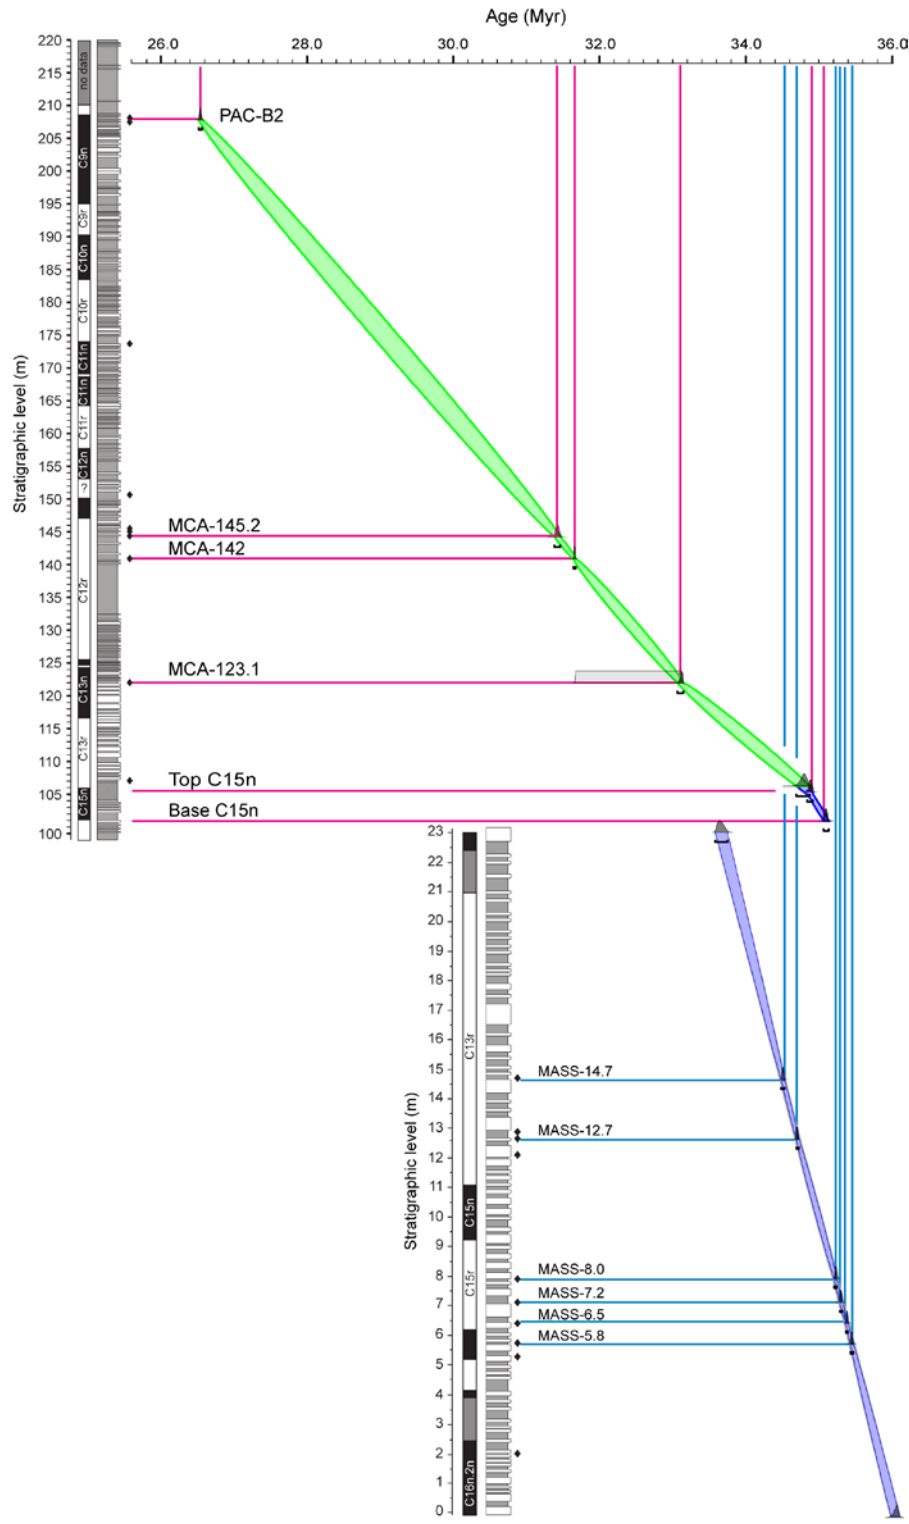 Age (Myr)
26.0 28.0 30.0 32.0 34.0 36.0
Stratigraphic level (m)
220
215
210
205
200
195
190
185
180
175
170
165
160
155
150
145
140
135
130
125
120
115
110
105
100
no data
C9n
C9r
C10n
C10r
C11n
C11n
C11r
C12n
?
C12r
C13n
C13r
C15n
PAC-B2
MCA-145.2
MCA-142
MCA-123.1
Top C15n
Base C15n
Stratigraphic level (m)
23
22
21
20
19
18
17
16
15
14
13
12
11
10
9
8
7
6
5
4
3
2
1
0
C13r
C15n
C15r
C16n.2n
MASS-14.7
MASS-12.7
MASS-8.0
MASS-7.2
MASS-6.5
MASS-5.8